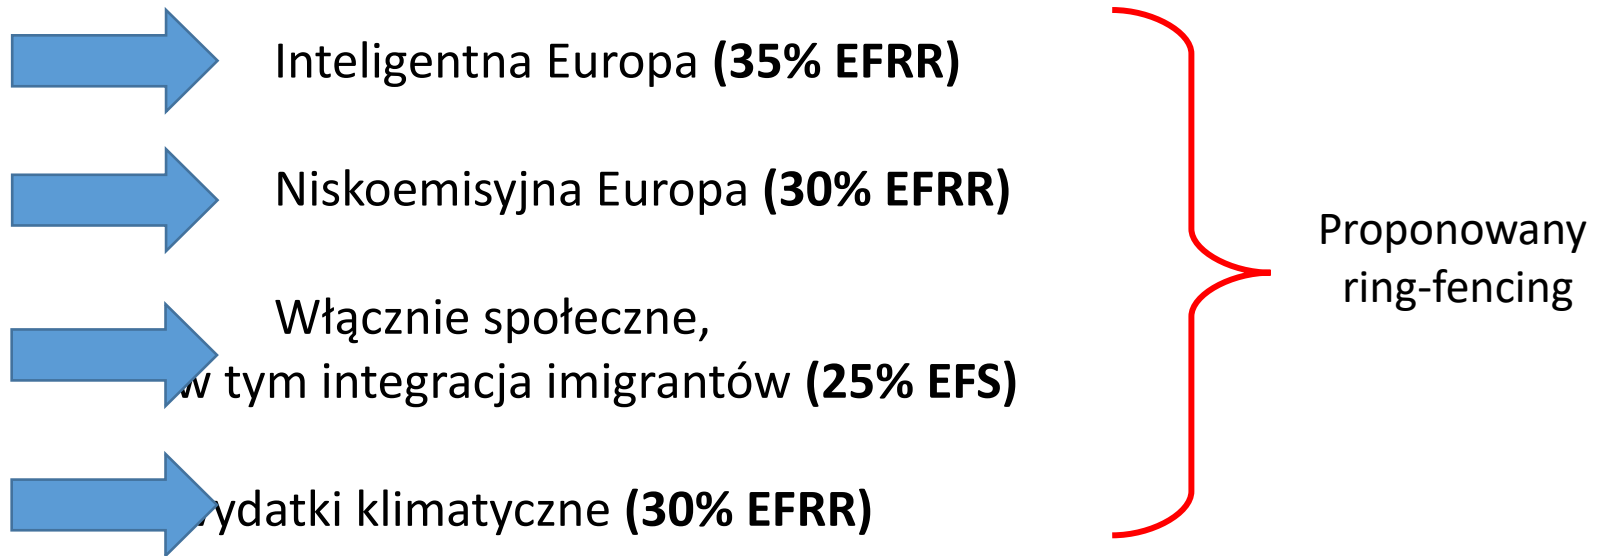 Inteligentna Europa (35% EFRR)
Niskoemisyjna Europa (30% EFRR)
Włącznie społeczne,
w tym integracja imigrantów (25% EFS)
wydatki klimatyczne (30% EFRR)
Proponowany
ring-fencing